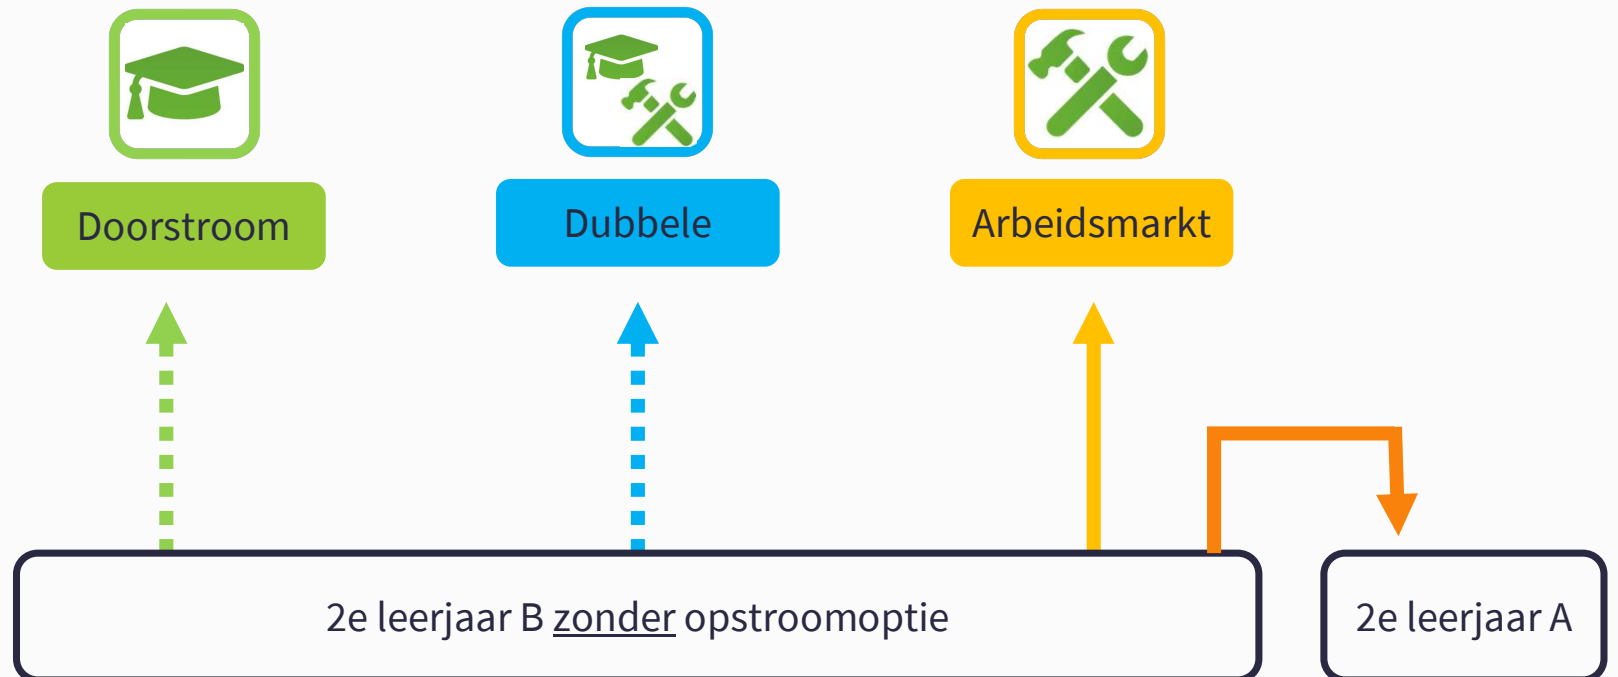 Doorstroom
Dubbele
Arbeidsmarkt
2e leerjaar B zonder opstroomoptie
2e leerjaar A